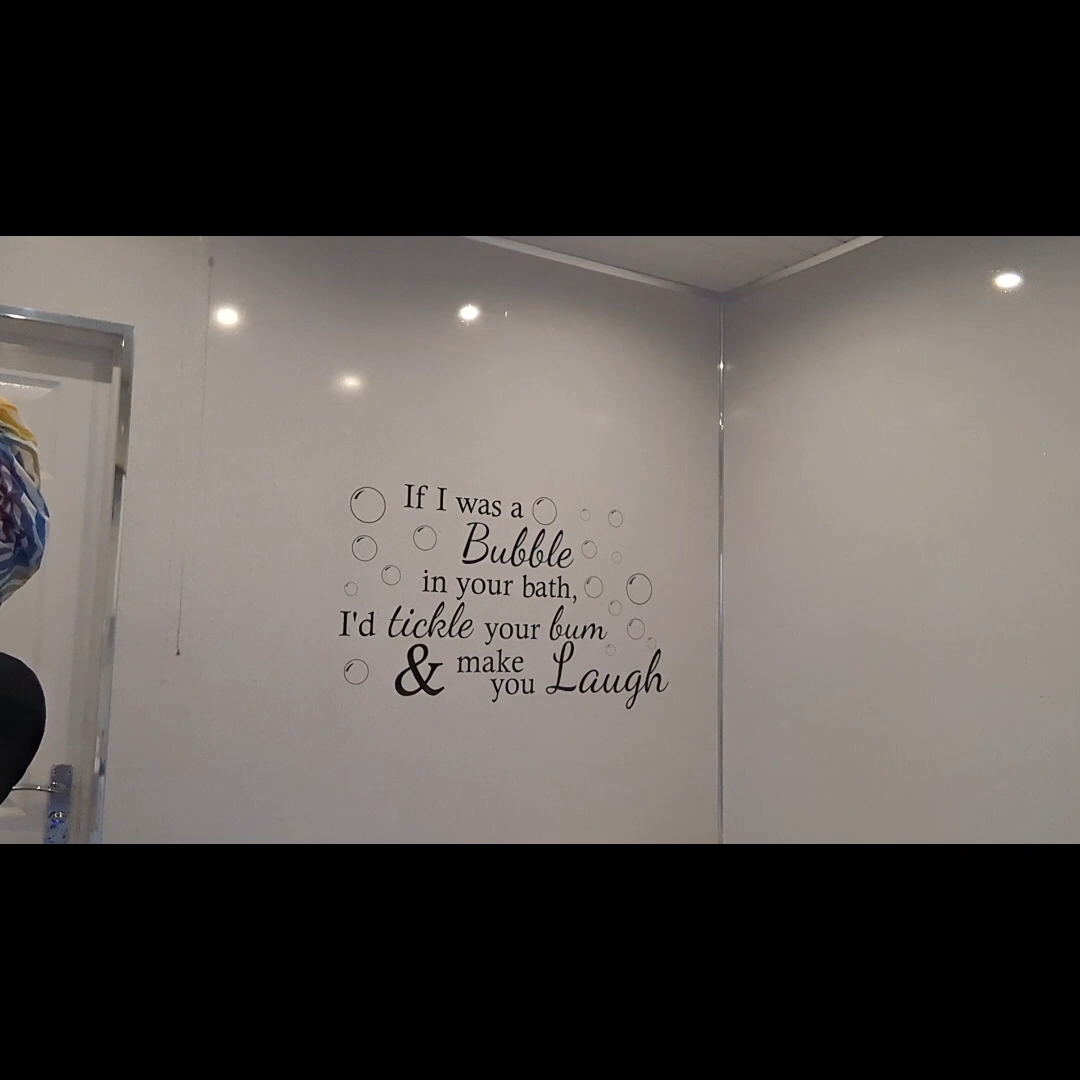 If I was a
Bubble
in your bath,
I'd tickle your bum
& make
you Laugh